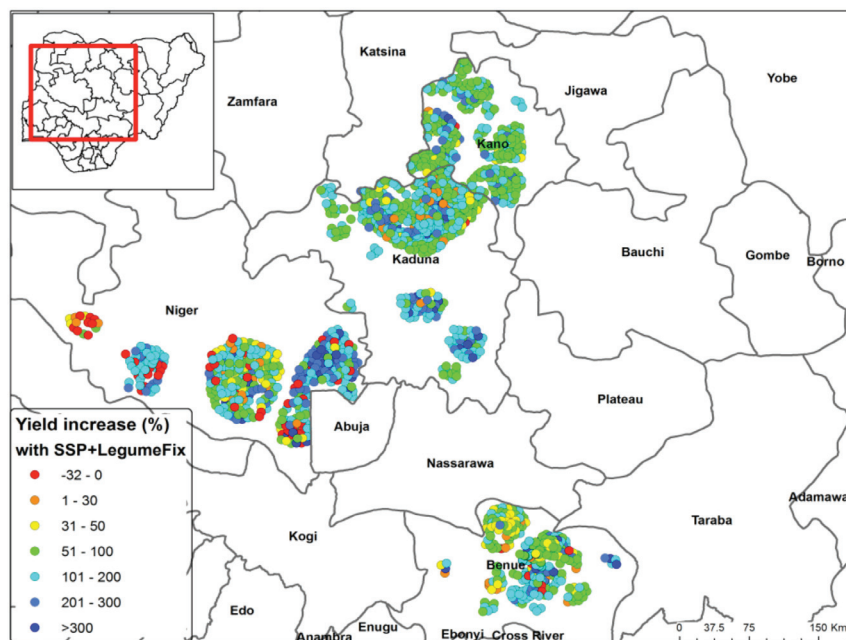 Katsina
Yobe
Zamfara
Jigawa
Kano
Kaduna
Bauchi
Gombe
Borno
Niger
Plateau
Abuja
Nassarawa
Adamawa
Taraba
Kogi
Benue
Edo
Enugu
Anambra
Ebonyi
Cross River
Yield increase (%)
with SSP+LegumeFix
-32 - 0
1 - 30
31 - 50
51 - 100
101 - 200
201 - 300
>300
0 37.5 75 150 Km